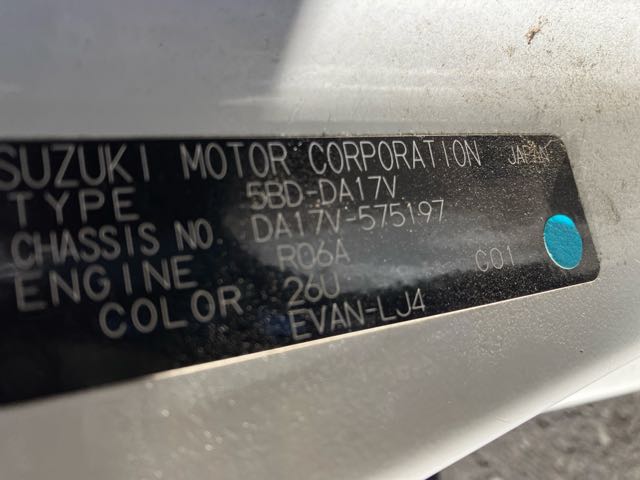 SUZUKI MOTOR CORPORATION JAPAN
TYPE 5BD-DA17V
CHASSIS NO. DA17V-575197
ENGINE R06A
COLOR 26U C01
EVAN-LJ4